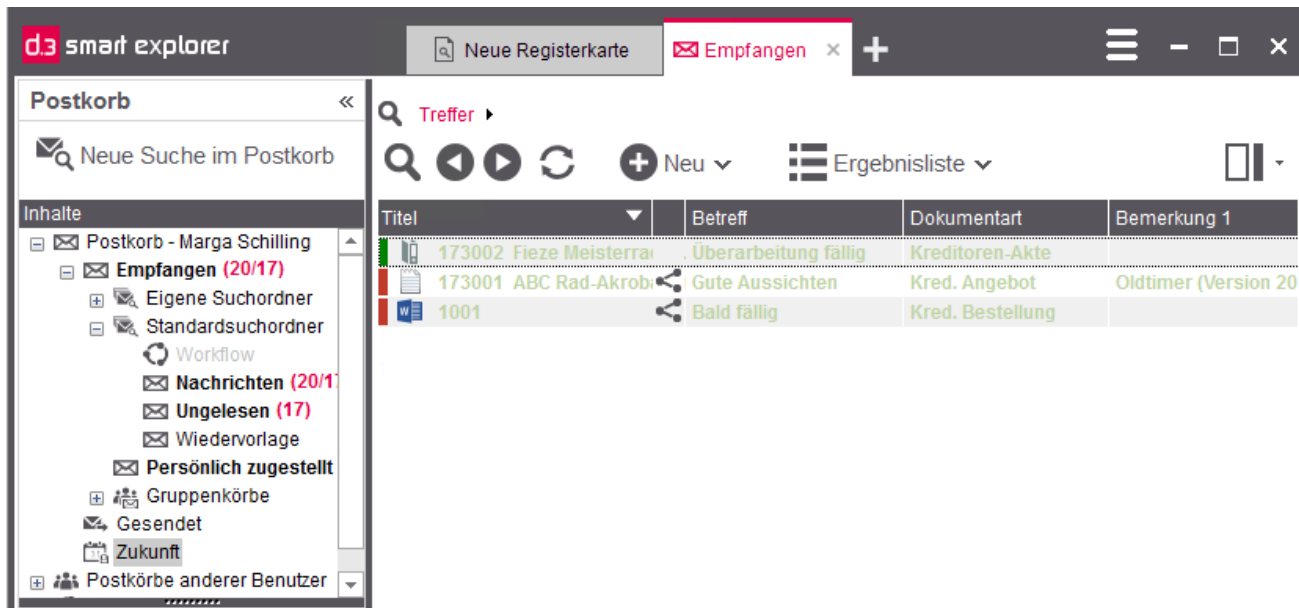 d.3 smart explorer
Neue Registerkarte
Empfangen
Postkorb
Treffer
Neue Suche im Postkorb
Neu
Ergebnisliste
Inhalte
Postkorb - Marga Schilling
Empfangen (20/17)
Eigene Suchordner
Standardsuchordner
Workflow
Nachrichten (20/17
Ungelesen (17)
Wiedervorlage
Persönlich zugestellt
Gruppenkörbe
Gesendet
Zukunft
Postkörbe anderer Benutzer
Titel Betreff Dokumentart Bemerkung 1
173002 Fieze Meisterra . Überarbeitung fällig Kreditoren-Akte
173001 ABC Rad-Akrob Gute Aussichten Kred. Angebot Oldtimer (Version 20
1001 Bald fällig Kred. Bestellung